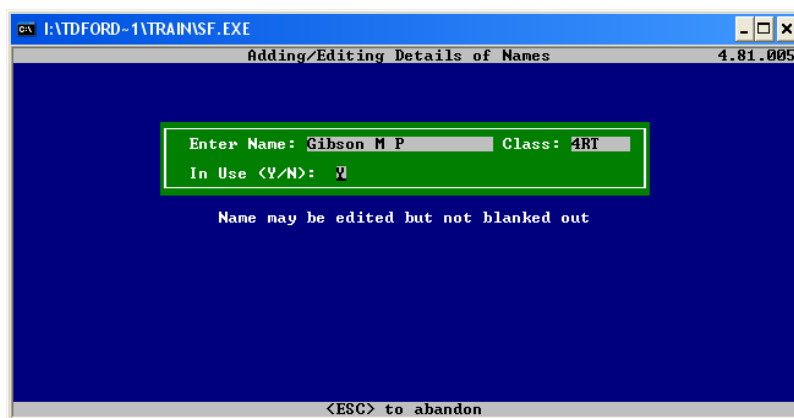 I:\TDFORD~1\TRAIN\SF.EXE
Adding/Editing Details of Names 4.81.005
Enter Name: Gibson M P Class: 4RT
In Use (Y/N): Y
Name may be edited but not blanked out
<ESC> to abandon